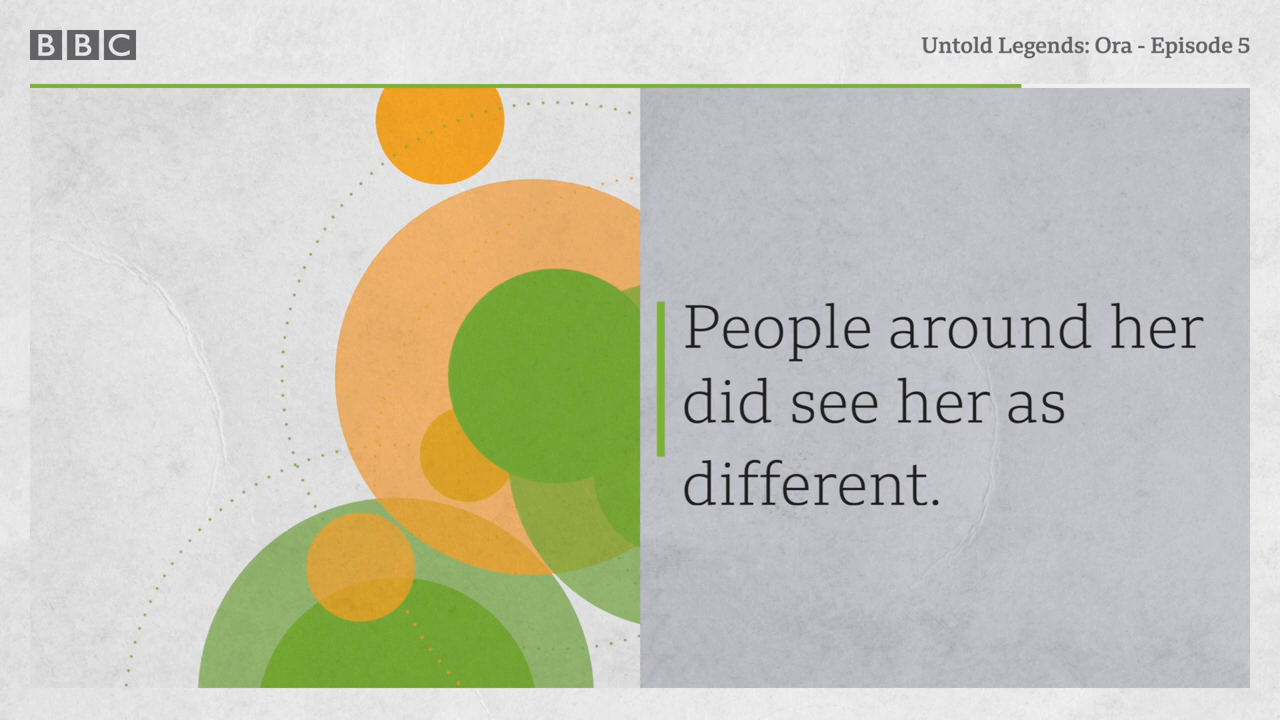 BBC
Untold Legends: Ora - Episode 5
People around her
did see her as
different.